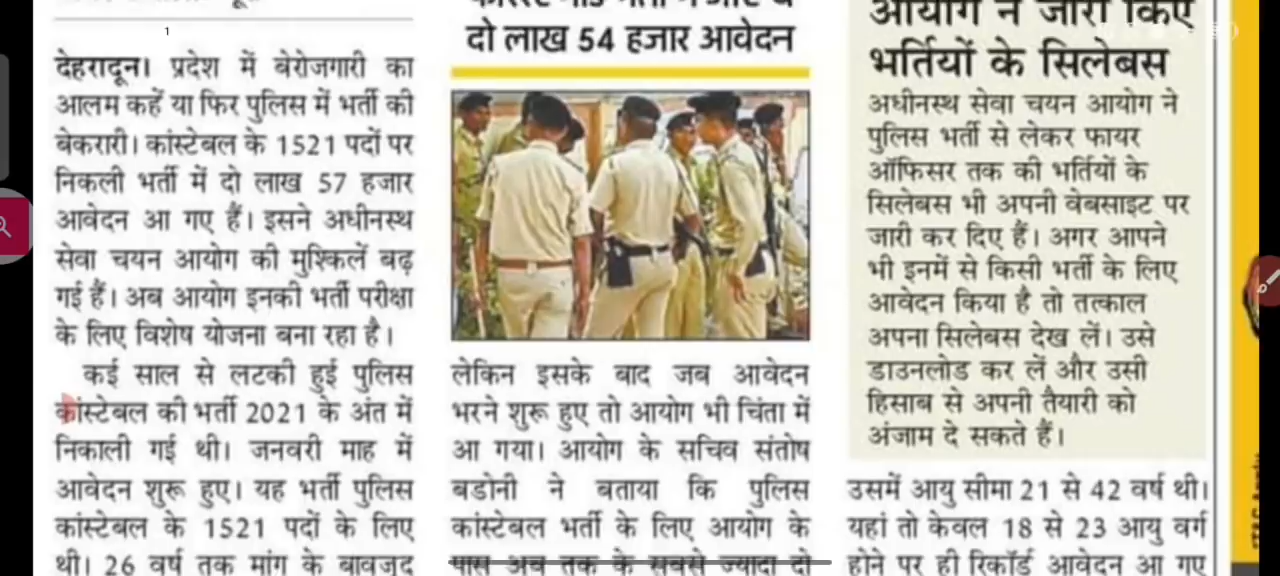 1
देहरादून। प्रदेश में बेरोजगारी का
आलम कहें या फिर पुलिस में भर्ती की
बेकरारी। कांस्टेबल के 1521 पदों पर
निकली भर्ती में दो लाख 57 हजार
आवेदन आ गए हैं। इसने अधीनस्थ
सेवा चयन आयोग की मुश्किलें बढ़
गई हैं। अब आयोग इनकी भर्ती परीक्षा
के लिए विशेष योजना बना रहा है।
कई साल से लटकी हुई पुलिस
कांस्टेबल की भर्ती 2021 के अंत में
निकाली गई थी। जनवरी माह में
आवेदन शुरू हुए। यह भर्ती पुलिस
कांस्टेबल के 1521 पदों के लिए
थी। 26 वर्ष तक मांग के बावजूद
दो लाख 54 हजार आवेदन
लेकिन इसके बाद जब आवेदन
भरने शुरू हुए तो आयोग भी चिंता में
आ गया। आयोग के सचिव संतोष
बडोनी ने बताया कि पुलिस
कांस्टेबल भर्ती के लिए आयोग के
पास अब तक के सबसे ज्यादा दो
आयोग ने जारी किए
भर्तियों के सिलेबस
अधीनस्थ सेवा चयन आयोग ने
पुलिस भर्ती से लेकर फायर
ऑफिसर तक की भर्तियों के
सिलेबस भी अपनी वेबसाइट पर
जारी कर दिए हैं। अगर आपने
भी इनमें से किसी भर्ती के लिए
आवेदन किया है तो तत्काल
अपना सिलेबस देख लें। उसे
डाउनलोड कर लें और उसी
हिसाब से अपनी तैयारी को
अंजाम दे सकते हैं।
उसमें आयु सीमा 21 से 42 वर्ष थी।
यहां तो केवल 18 से 23 आयु वर्ग
होने पर ही रिकॉर्ड आवेदन आ गए